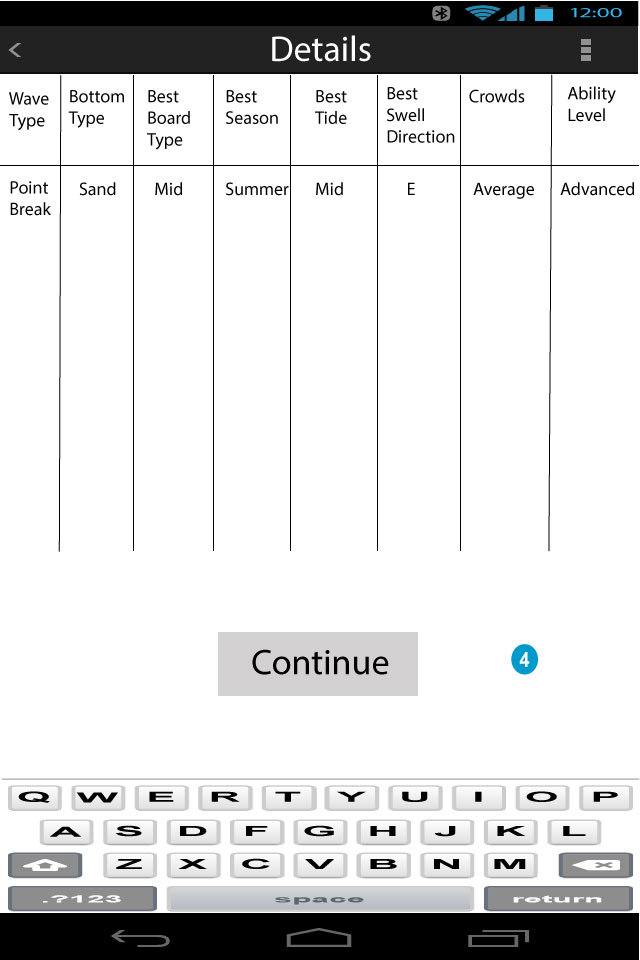 12:00
Details
Wave Type
Bottom Type
Best Board Type
Best Season
Best Tide
Best Swell Direction
Crowds
Ability Level
Point Break
Sand
Mid
Summer
Mid
E
Average
Advanced
Continue
4
Q W E R T Y U I O P
A S D F G H J K L
Z X C V B N M
.?123 space return